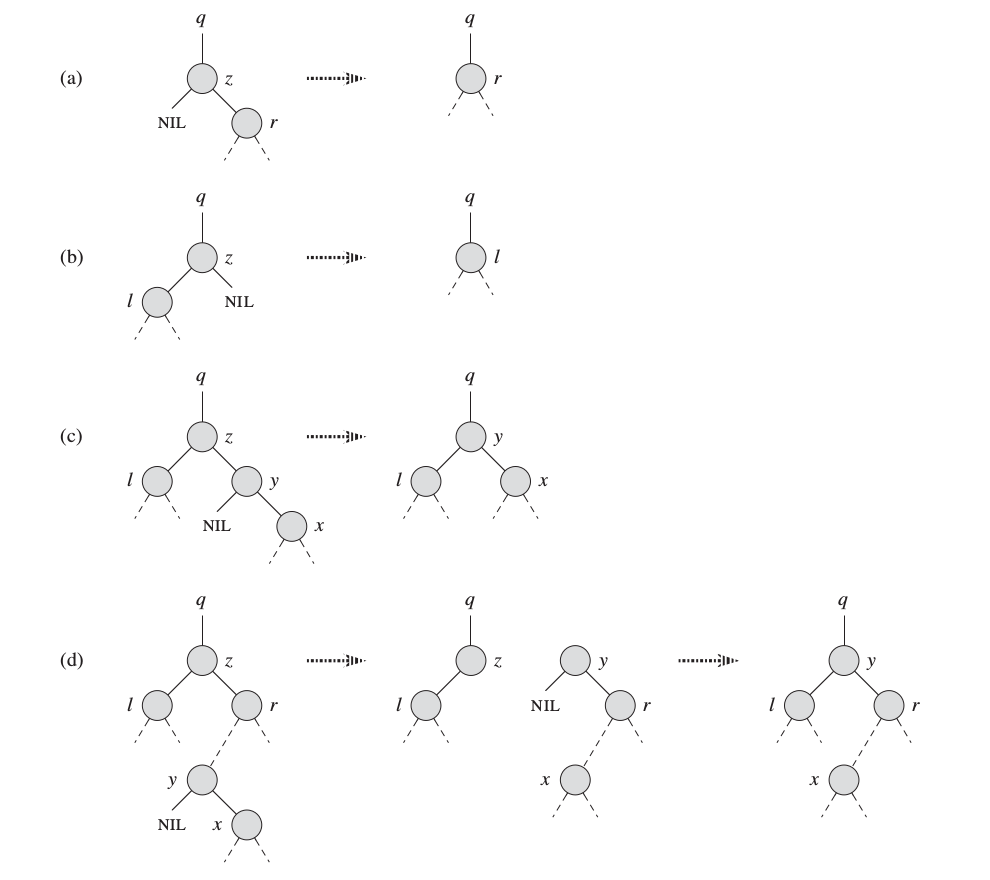 q q
(a) z r
NIL r
q q
(b) z l
l NIL
q q
(c) z y
l y l x
NIL x
q q q
(d) z z y y
l r l NIL r l r
y x x
NIL x